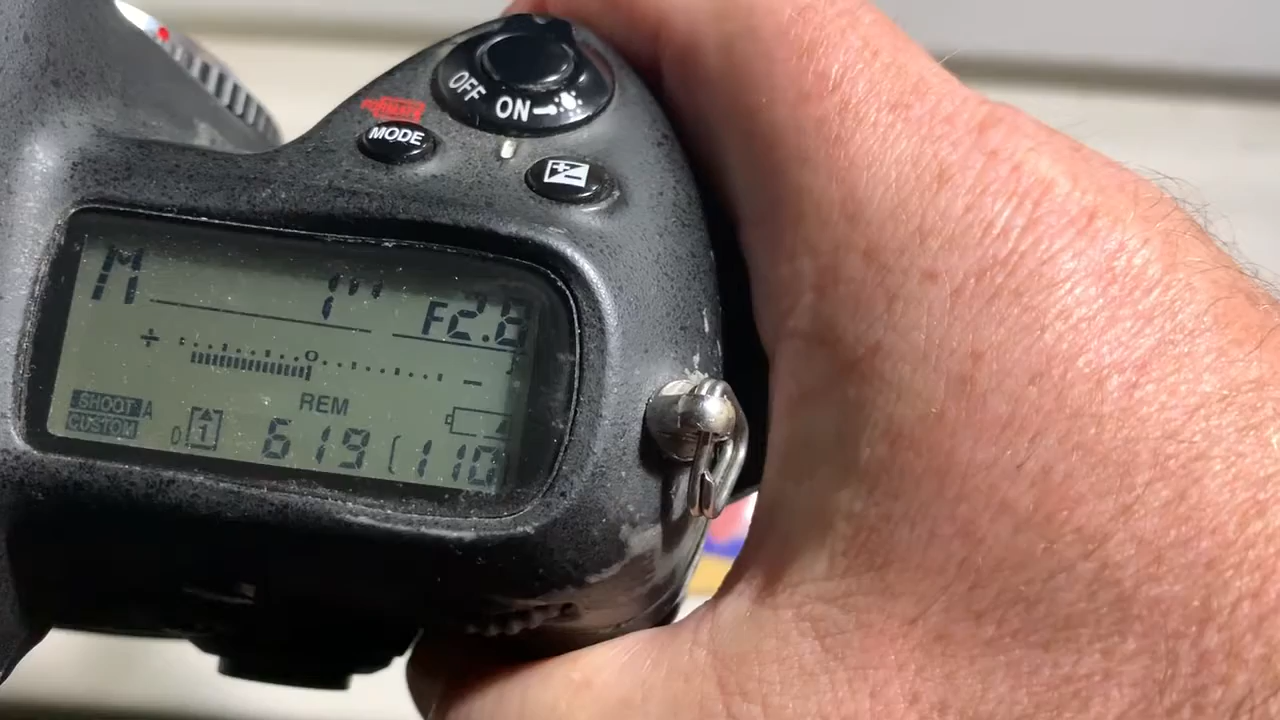 OFF ON
FORMAT
MODE
M 1" F2.8
+ 0 -
REM
SHOOT A
CUSTOM
D 1 619 [110